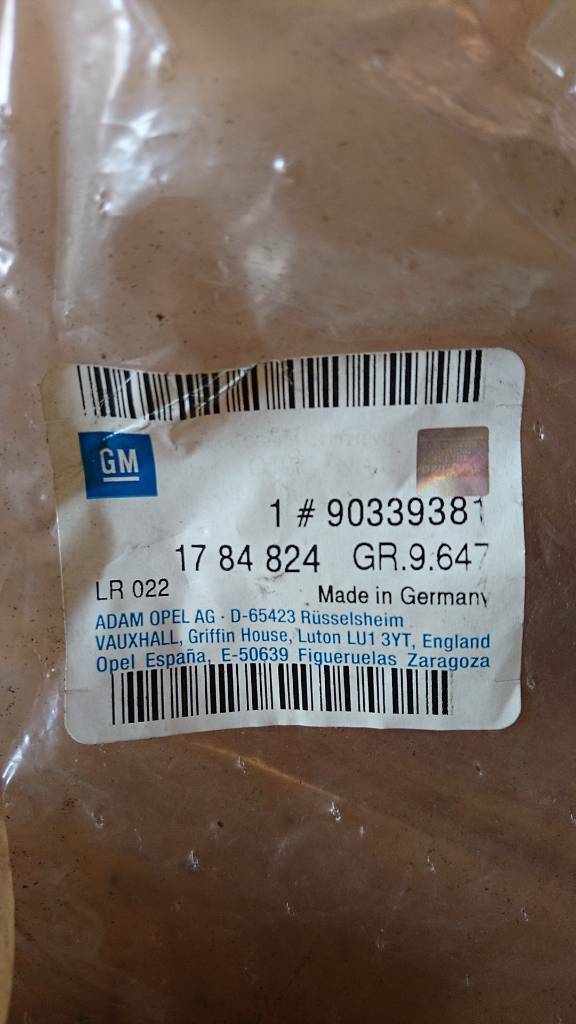 GM
1 # 90339381
17 84 824 GR.9.647
LR 022 Made in Germany
ADAM OPEL AG · D-65423 Rüsselsheim
VAUXHALL, Griffin House, Luton LU1 3YT, England
Opel España, E-50639 Figueruelas Zaragoza